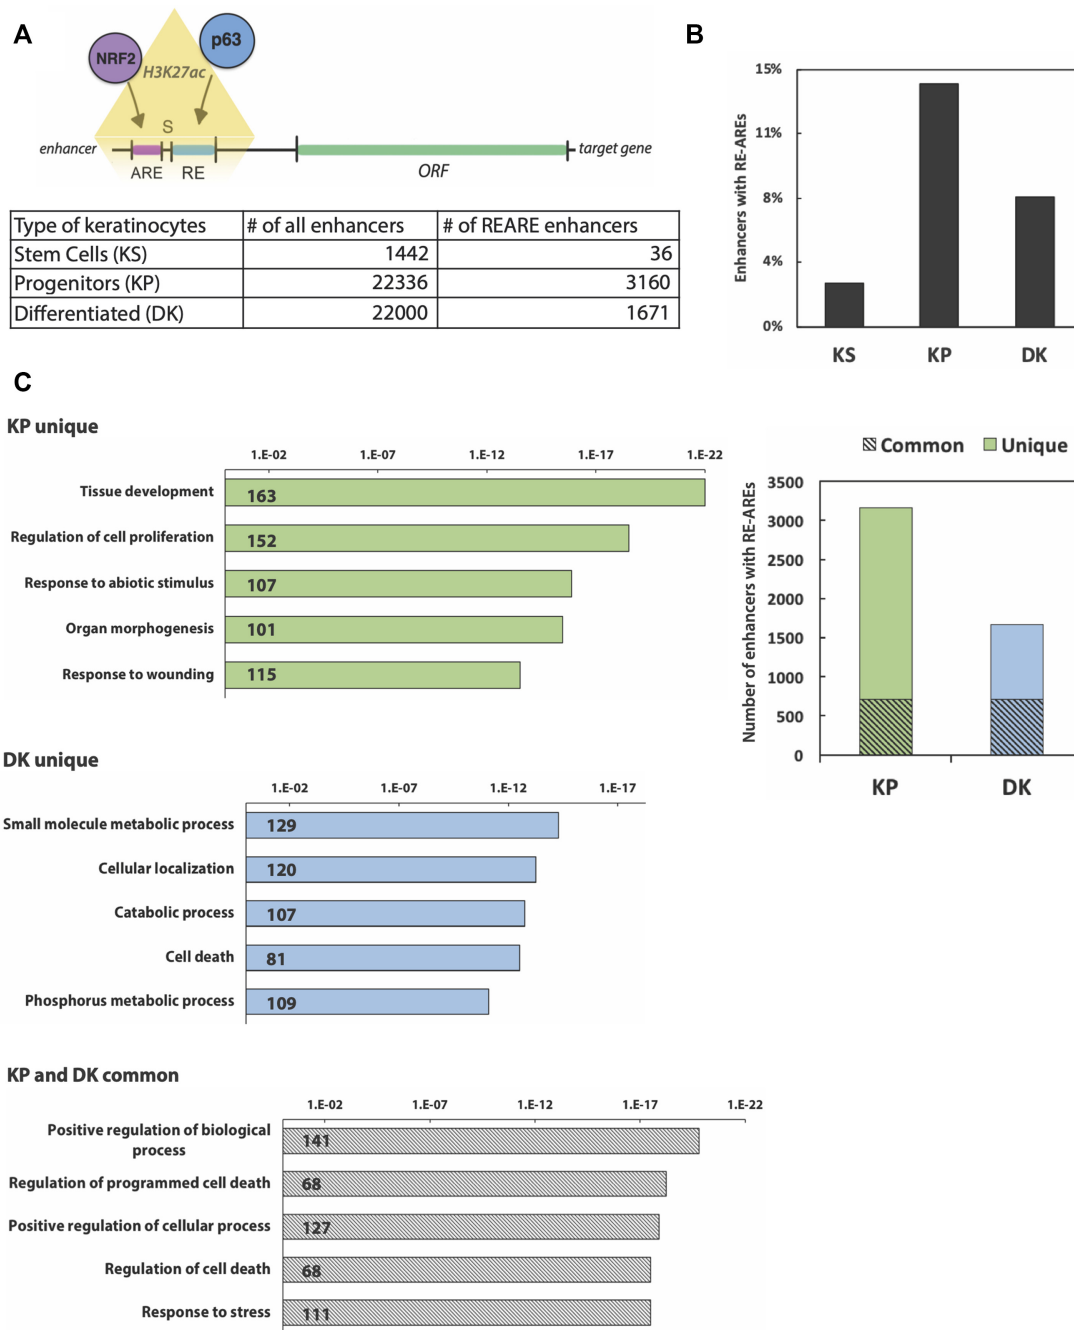 A
NRF2
p63
H3K27ac
S
enhancer
target gene
ARE
RE
ORF
Type of keratinocytes # of all enhancers # of REARE enhancers
Stem Cells (KS) 1442 36
Progenitors (KP) 22336 3160
Differentiated (DK) 22000 1671
B
Enhancers with RE-AREs
15%
11%
8%
4%
0%
KS KP DK
C
KP unique
1.E-02 1.E-07 1.E-12 1.E-17 1.E-22
Tissue development 163
Regulation of cell proliferation 152
Response to abiotic stimulus 107
Organ morphogenesis 101
Response to wounding 115
Common Unique
Number of enhancers with RE-AREs
3500
3000
2500
2000
1500
1000
500
0
KP DK
DK unique
1.E-02 1.E-07 1.E-12 1.E-17
Small molecule metabolic process 129
Cellular localization 120
Catabolic process 107
Cell death 81
Phosphorus metabolic process 109
KP and DK common
1.E-02 1.E-07 1.E-12 1.E-17 1.E-22
Positive regulation of biological
process 141
Regulation of programmed cell death 68
Positive regulation of cellular process 127
Regulation of cell death 68
Response to stress 111